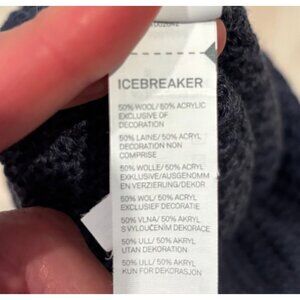 ICEBREAKER
50% WOOL/ 50% ACRYLIC
EXCLUSIVE OF
DECORATION
50% LAINE/ 50% ACRYL
DECORATION NON
COMPRISE
50% WOLLE/ 50% ACRYL
EXKLUSIVE/AUSGENOMM
EN VERZIERUNG/DEKOR
50% WOL/ 50% ACRYL
EXCLUSIEF DECORATIE
50% VLNA/ 50% AKRYL
S VYLOUČENÍM DEKORACE
50% ULL/ 50% AKRYL
UTAN DEKORATION
50% ULL/ 50% AKRYL
KUN FOR DEKORASJON